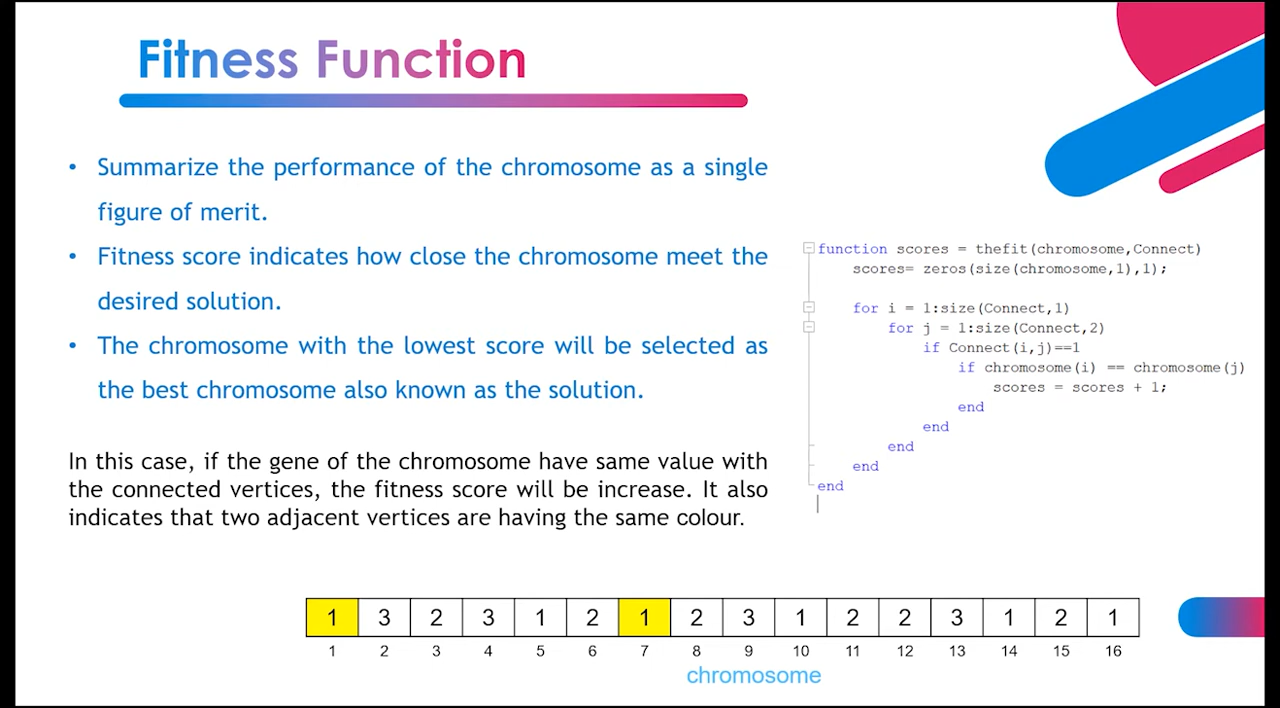 Fitness Function
• Summarize the performance of the chromosome as a single
figure of merit.
• Fitness score indicates how close the chromosome meet the
desired solution.
• The chromosome with the lowest score will be selected as
the best chromosome also known as the solution.
In this case, if the gene of the chromosome have same value with
the connected vertices, the fitness score will be increase. It also
indicates that two adjacent vertices are having the same colour.
function scores = thefit(chromosome,Connect)
scores= zeros(size(chromosome,1),1);
for i = 1:size(Connect,1)
for j = 1:size(Connect,2)
if Connect(i,j)==1
if chromosome(i) == chromosome(j)
scores = scores + 1;
end
end
end
end
end
1 3 2 3 1 2 1 2 3 1 2 2 3 1 2 1
1 2 3 4 5 6 7 8 9 10 11 12 13 14 15 16
chromosome